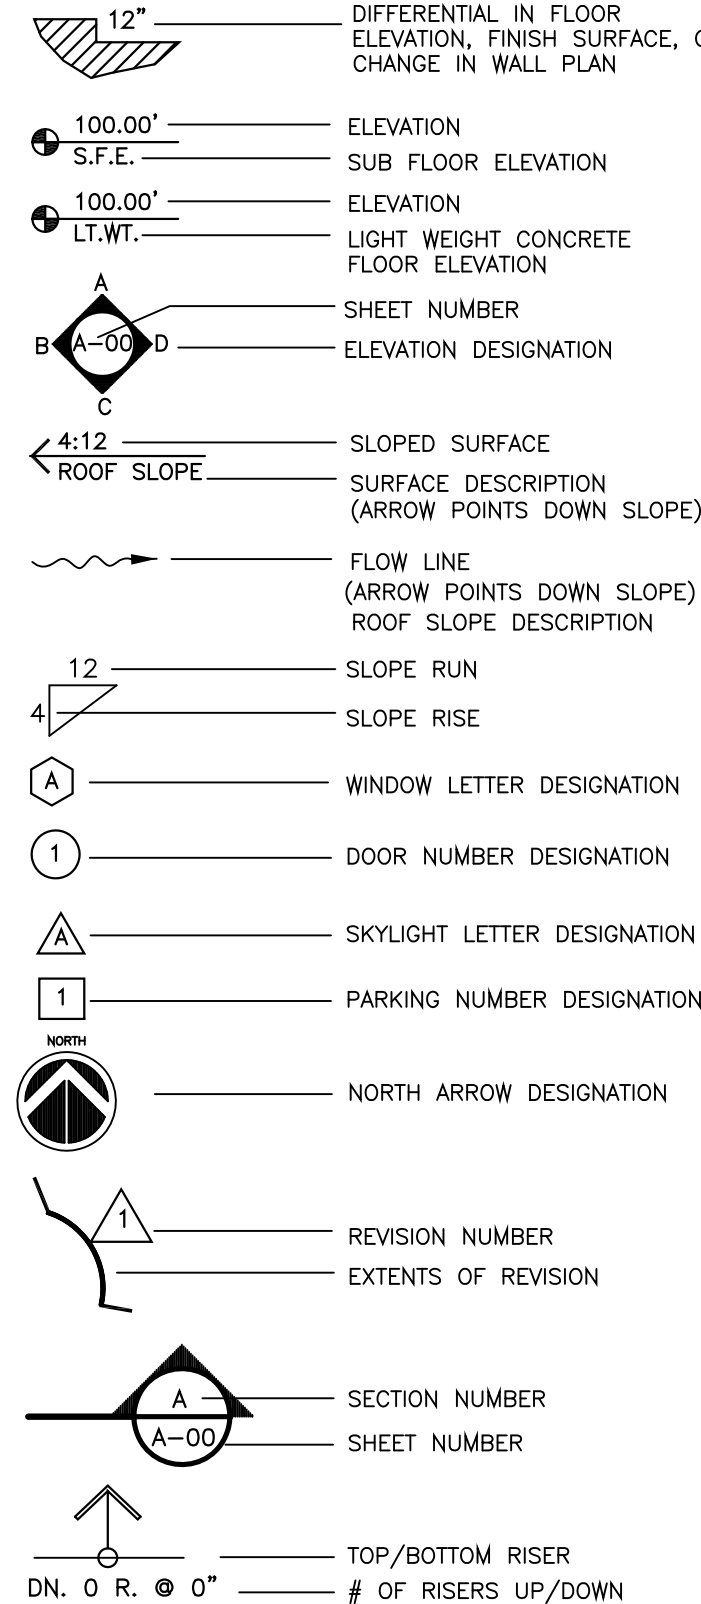 12" DIFFERENTIAL IN FLOOR
ELEVATION, FINISH SURFACE,
CHANGE IN WALL PLAN
100.00' ELEVATION
S.F.E. SUB FLOOR ELEVATION
100.00' ELEVATION
LT.WT. LIGHT WEIGHT CONCRETE
FLOOR ELEVATION
A
SHEET NUMBER
B A-00 D ELEVATION DESIGNATION
C
4:12 SLOPED SURFACE
ROOF SLOPE SURFACE DESCRIPTION
(ARROW POINTS DOWN SLOPE)
FLOW LINE
(ARROW POINTS DOWN SLOPE)
ROOF SLOPE DESCRIPTION
12 SLOPE RUN
4 SLOPE RISE
A WINDOW LETTER DESIGNATION
1 DOOR NUMBER DESIGNATION
A SKYLIGHT LETTER DESIGNATION
1 PARKING NUMBER DESIGNATION
NORTH
NORTH ARROW DESIGNATION
1 REVISION NUMBER
EXTENTS OF REVISION
A SECTION NUMBER
A-00 SHEET NUMBER
TOP/BOTTOM RISER
DN. 0 R. @ 0" # OF RISERS UP/DOWN